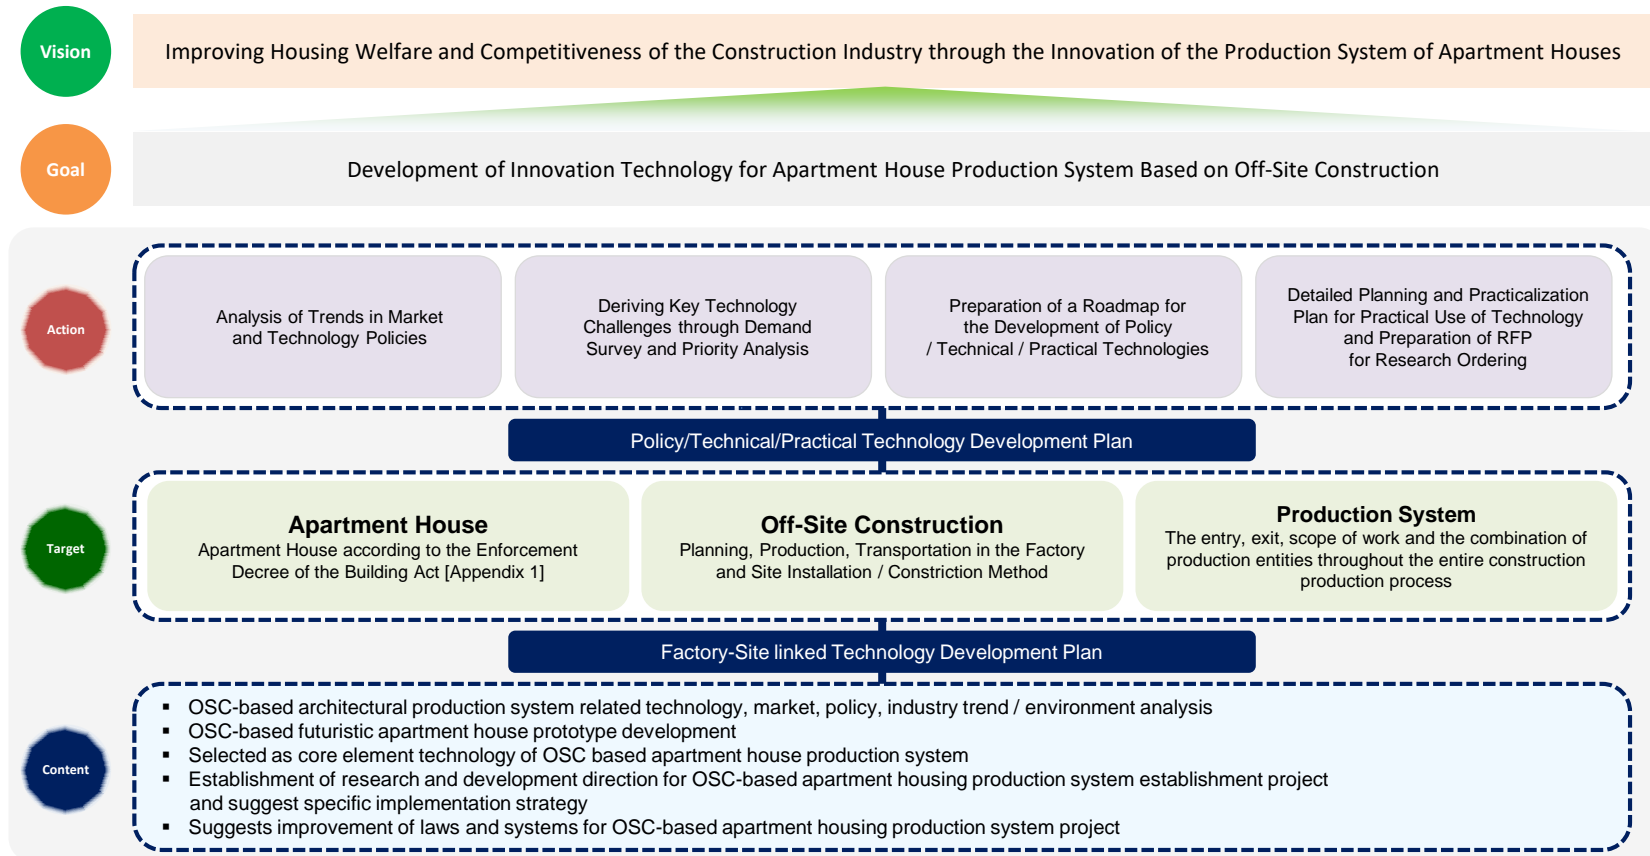 Vision
Improving Housing Welfare and Competitiveness of the Construction Industry through the Innovation of the Production System of Apartment Houses
Goal
Development of Innovation Technology for Apartment House Production System Based on Off-Site Construction
Action
Analysis of Trends in Market
and Technology Policies
Deriving Key Technology
Challenges through Demand
Survey and Priority Analysis
Preparation of a Roadmap for
the Development of Policy
/ Technical / Practical Technologies
Detailed Planning and Practicalization
Plan for Practical Use of Technology
and Preparation of RFP
for Research Ordering
Policy/Technical/Practical Technology Development Plan
Target
Apartment House
Apartment House according to the Enforcement
Decree of the Building Act [Appendix 1]
Off-Site Construction
Planning, Production, Transportation in the Factory
and Site Installation / Constriction Method
Production System
The entry, exit, scope of work and the combination of
production entities throughout the entire construction
production process
Factory-Site linked Technology Development Plan
Content
▪ OSC-based architectural production system related technology, market, policy, industry trend / environment analysis
▪ OSC-based futuristic apartment house prototype development
▪ Selected as core element technology of OSC based apartment house production system
▪ Establishment of research and development direction for OSC-based apartment housing production system establishment project
and suggest specific implementation strategy
▪ Suggests improvement of laws and systems for OSC-based apartment housing production system project